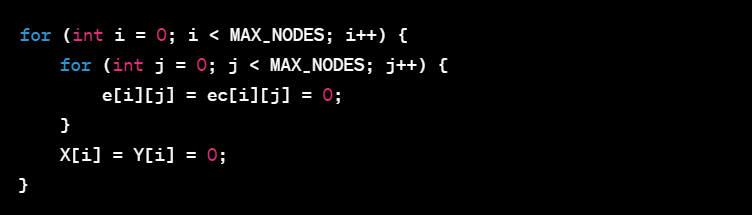 for (int i = 0; i < MAX_NODES; i++) {
    for (int j = 0; j < MAX_NODES; j++) {
        e[i][j] = ec[i][j] = 0;
    }
    X[i] = Y[i] = 0;
}